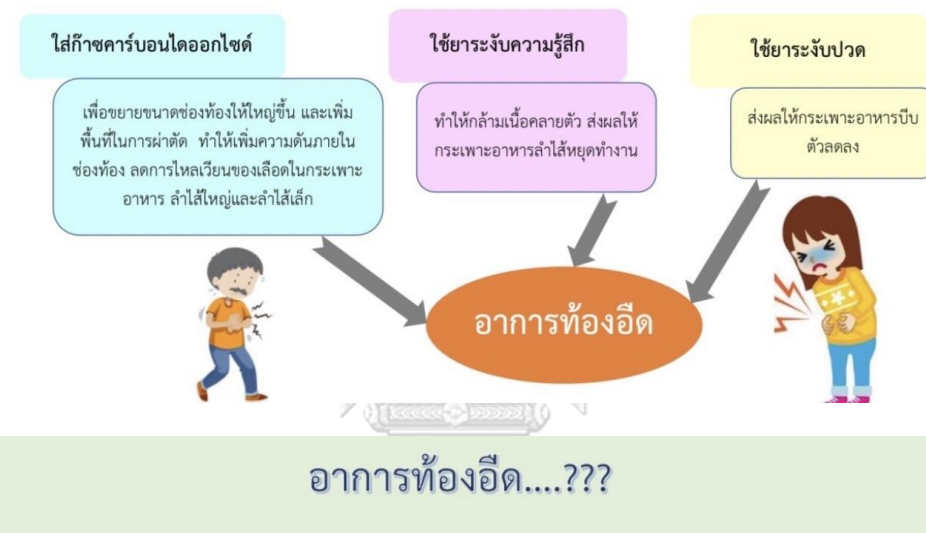 ใส่ก๊าซคาร์บอนไดออกไซด์
เพื่อขยายขนาดช่องท้องให้ใหญ่ขึ้น และเพิ่ม
พื้นที่ในการผ่าตัด ทำให้เพิ่มความดันภายใน
ช่องท้อง ลดการไหลเวียนของเลือดในกระเพาะ
อาหาร ลำไส้ใหญ่และลำไส้เล็ก
ใช้ยาระงับความรู้สึก
ทำให้กล้ามเนื้อคลายตัว ส่งผลให้
กระเพาะอาหารลำไส้หยุดทำงาน
ใช้ยาระงับปวด
ส่งผลให้กระเพาะอาหารบีบ
ตัวลดลง
อาการท้องอืด
อาการท้องอืด....???